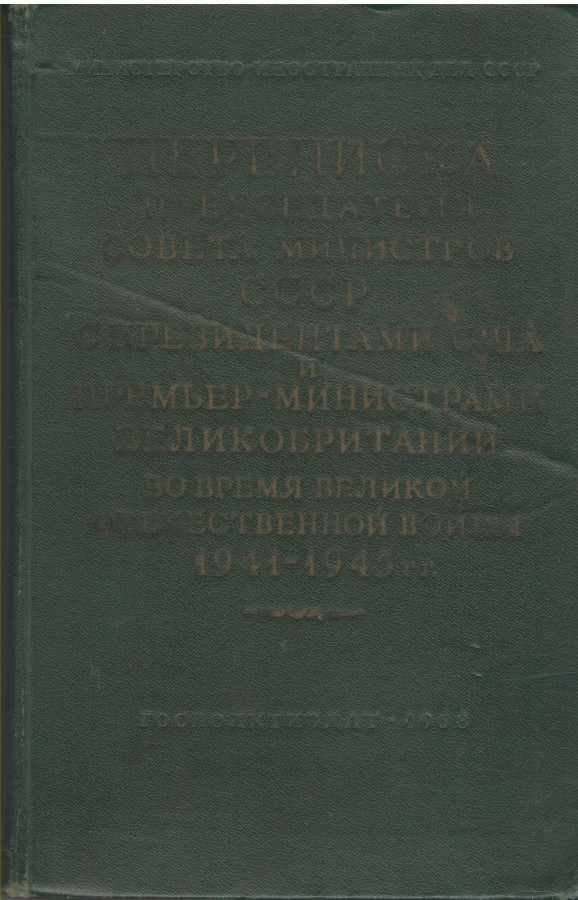 МИНИСТЕРСТВО ИНОСТРАННЫХ ДЕЛ СССР
ПЕРЕПИСКА
ПРЕДСЕДАТЕЛЯ
СОВЕТА МИНИСТРОВ
СССР
С ПРЕЗИДЕНТАМИ США
И
ПРЕМЬЕР-МИНИСТРАМИ
ВЕЛИКОБРИТАНИИ
ВО ВРЕМЯ ВЕЛИКОЙ
ОТЕЧЕСТВЕННОЙ ВОЙНЫ
1941-1945 гг.
ГОСПОЛИТИЗДАТ •